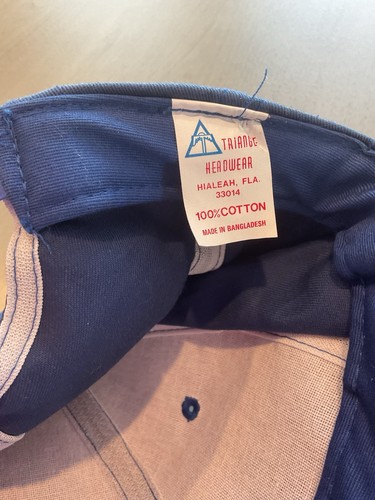 TRIANGLE
HEADWEAR
HIALEAH, FLA.
33014
100% COTTON
MADE IN BANGLADESH